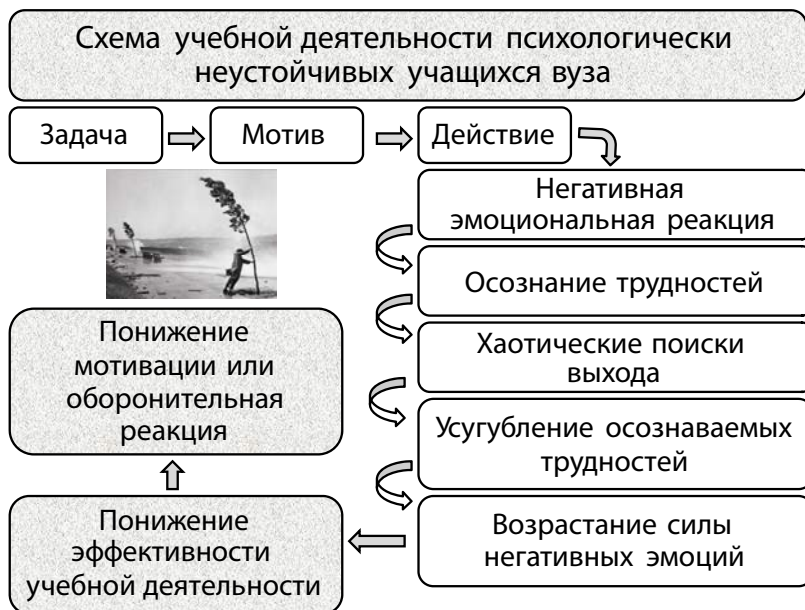 Схема учебной деятельности психологически
неустойчивых учащихся вуза
Задача
Мотив
Действие
Негативная
эмоциональная реакция
Осознание трудностей
Хаотические поиски
выхода
Усугубление осознаваемых
трудностей
Возрастание силы
негативных эмоций
Понижение
эффективности
учебной деятельности
Понижение
мотивации или
оборонительная
реакция